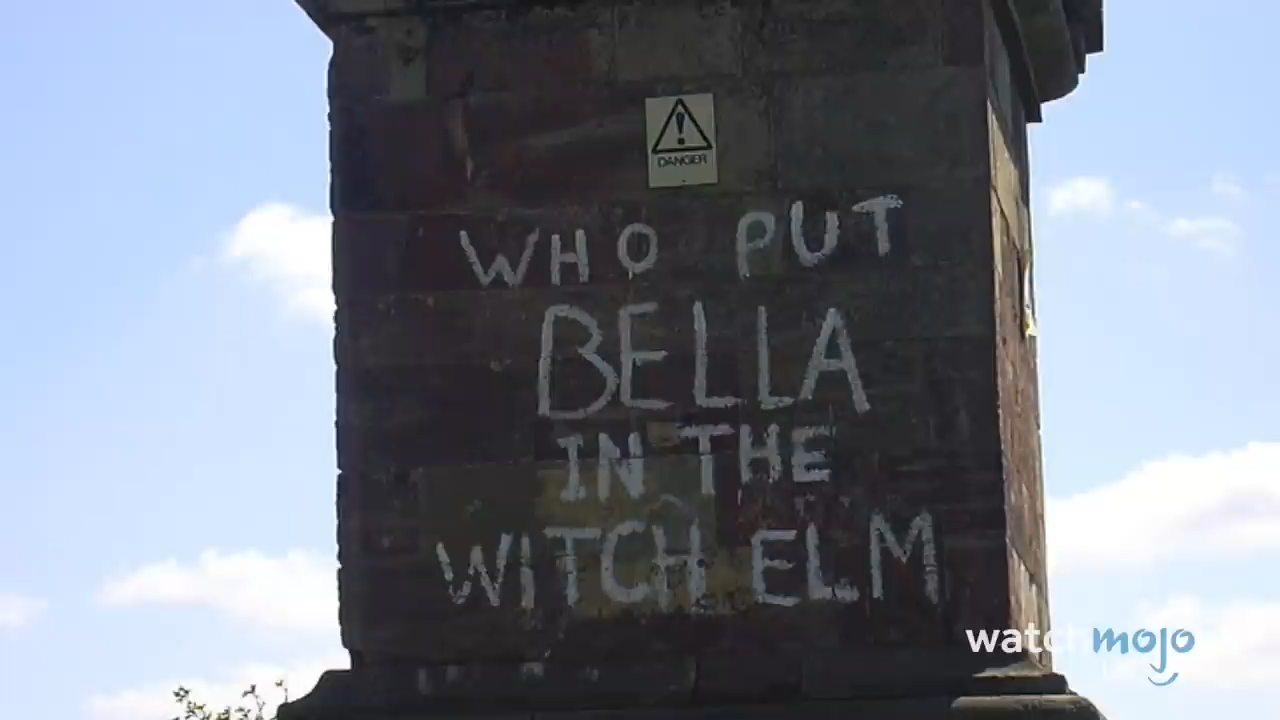 DANGER
WHO PUT
BELLA
IN THE
WITCH ELM
watchmojo